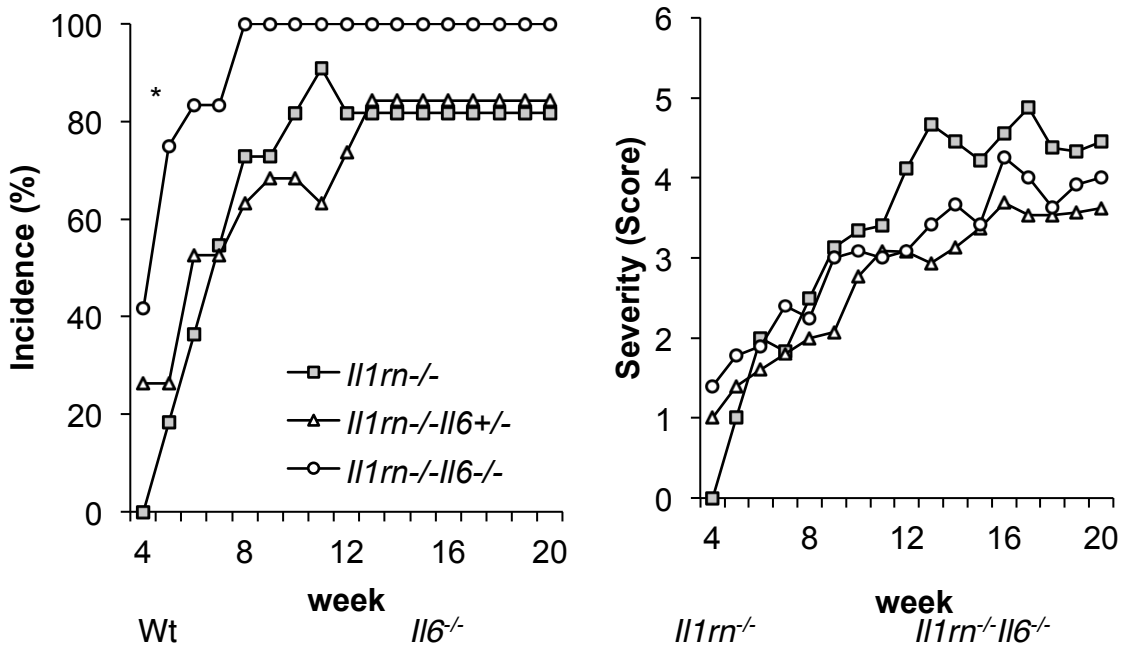 Incidence (%)
100
80
60
40
20
0
*
Il1rn-/-
Il1rn-/-Il6+/-
Il1rn-/-Il6-/-
4 8 12 16 20
week
Severity (Score)
6
5
4
3
2
1
0
4 8 12 16 20
week
Wt Il6-/- Il1rn-/- Il1rn-/-Il6-/-